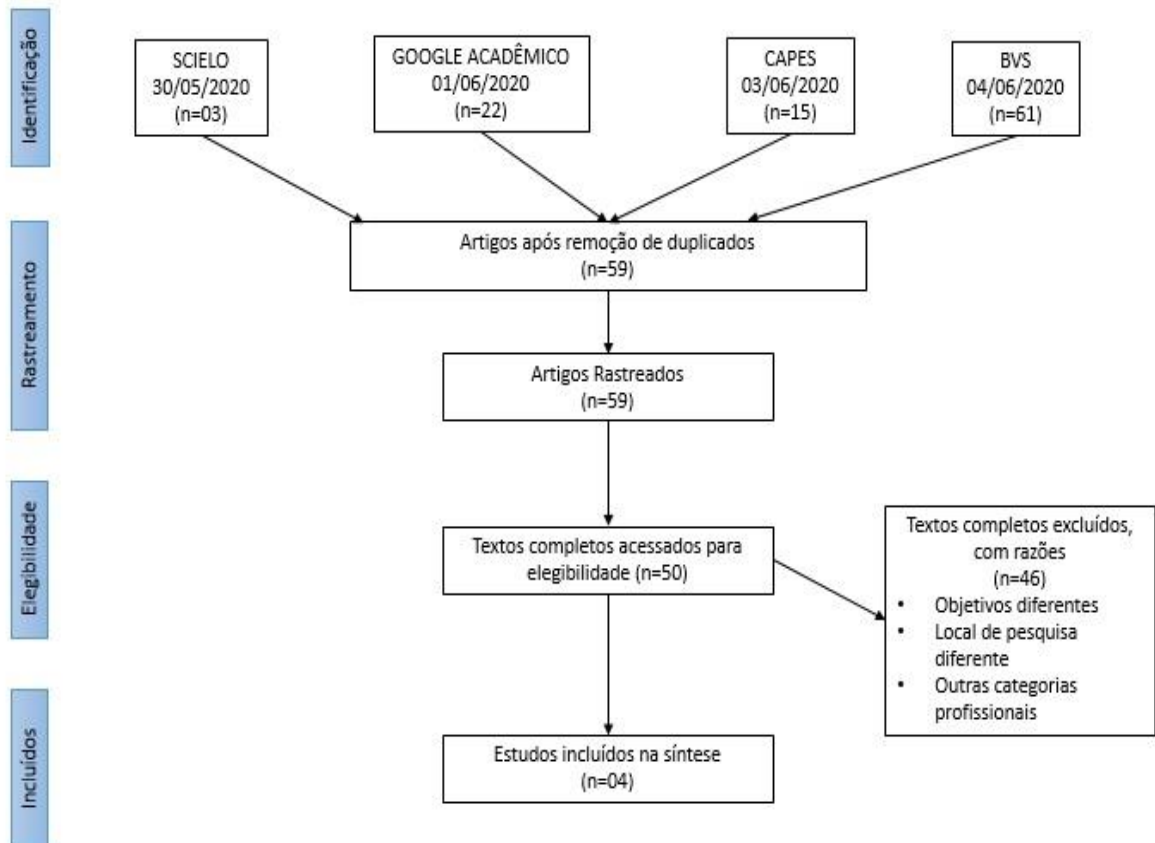 Identificação
SCIELO
30/05/2020
(n=03)
GOOGLE ACADÊMICO
01/06/2020
(n=22)
CAPES
03/06/2020
(n=15)
BVS
04/06/2020
(n=61)
Rastreamento
Artigos após remoção de duplicados
(n=59)
Artigos Rastreados
(n=59)
Elegibilidade
Textos completos acessados para
elegibilidade (n=50)
Textos completos excluídos,
com razões
(n=46)
• Objetivos diferentes
• Local de pesquisa
diferente
• Outras categorias
profissionais
Incluídos
Estudos incluídos na síntese
(n=04)